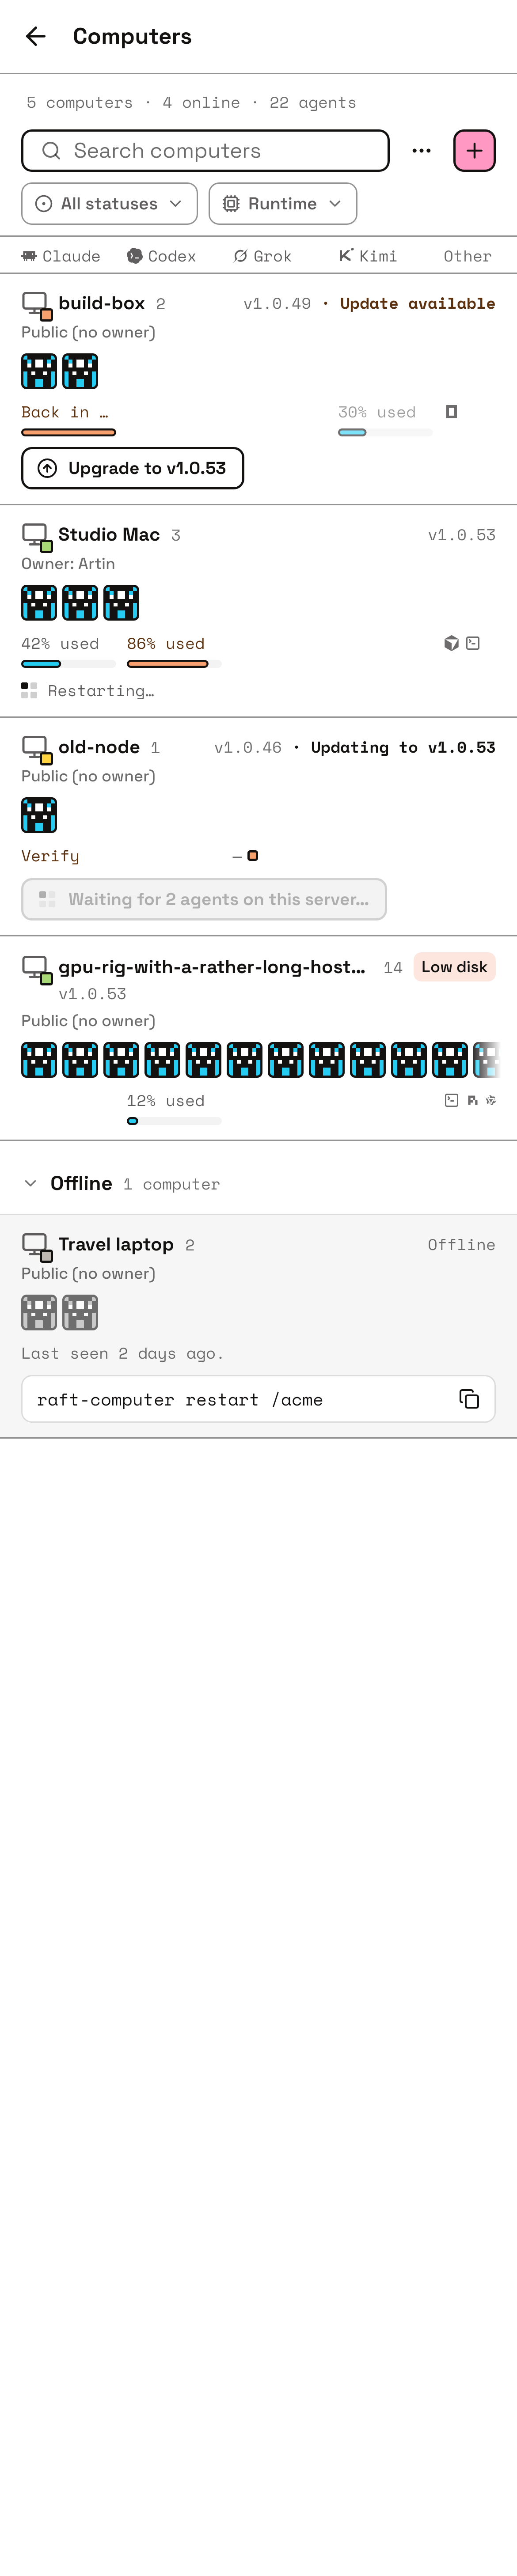 Computers
5 computers · 4 online · 22 agents
Search computers
All statuses
Runtime
Claude Codex Grok Kimi Other
build-box 2 v1.0.49 · Update available
Public (no owner)
Back in … 30% used
Upgrade to v1.0.53
Studio Mac 3 v1.0.53
Owner: Artin
42% used 86% used
Restarting…
old-node 1 v1.0.46 · Updating to v1.0.53
Public (no owner)
Verify –
Waiting for 2 agents on this server…
gpu-rig-with-a-rather-long-host… 14 Low disk
v1.0.53
Public (no owner)
12% used
Offline 1 computer
Travel laptop 2 Offline
Public (no owner)
Last seen 2 days ago.
raft-computer restart /acme